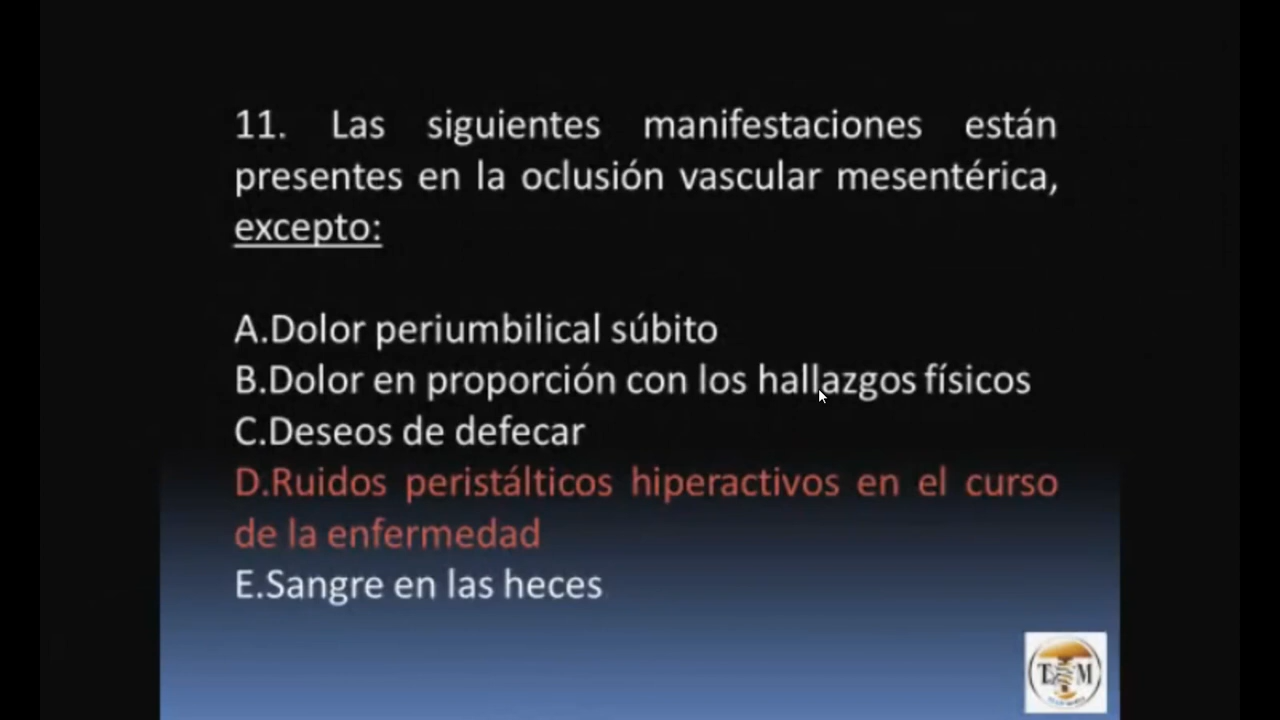 11. Las siguientes manifestaciones están
presentes en la oclusión vascular mesentérica,
excepto:
A.Dolor periumbilical súbito
B.Dolor en proporción con los hallazgos físicos
C.Deseos de defecar
D.Ruidos peristálticos hiperactivos en el curso
de la enfermedad
E.Sangre en las heces
T M